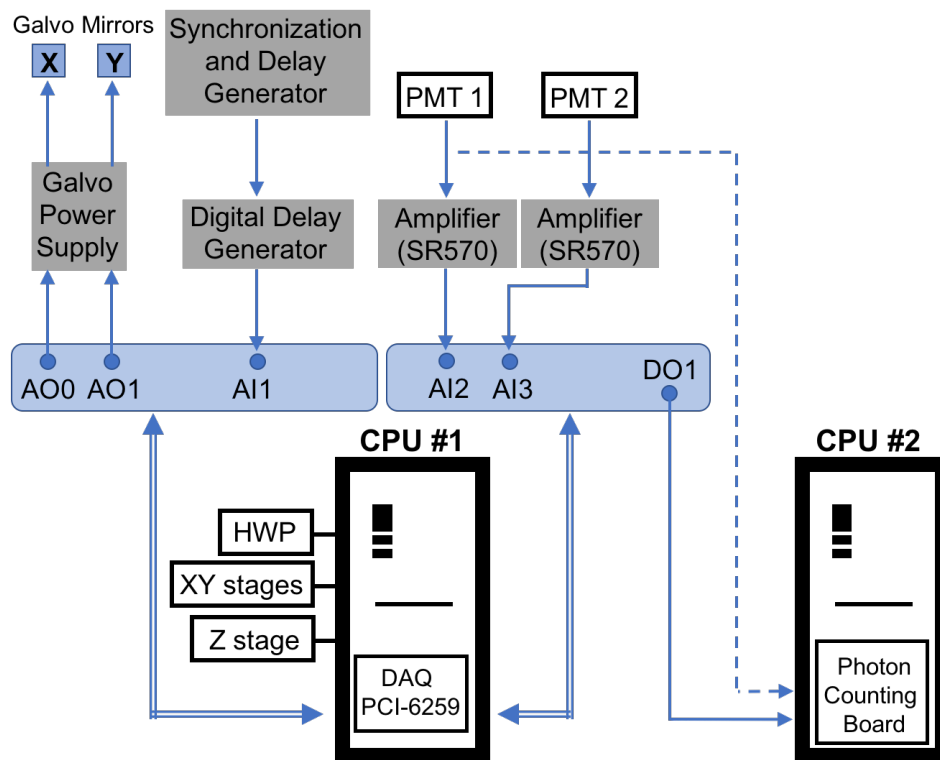 Galvo Mirrors
X
Y
Synchronization
and Delay
Generator
PMT 1
PMT 2
Galvo
Power
Supply
Digital Delay
Generator
Amplifier
(SR570)
Amplifier
(SR570)
AO0
AO1
AI1
AI2
AI3
DO1
CPU #1
CPU #2
HWP
XY stages
Z stage
DAQ
PCI-6259
Photon
Counting
Board